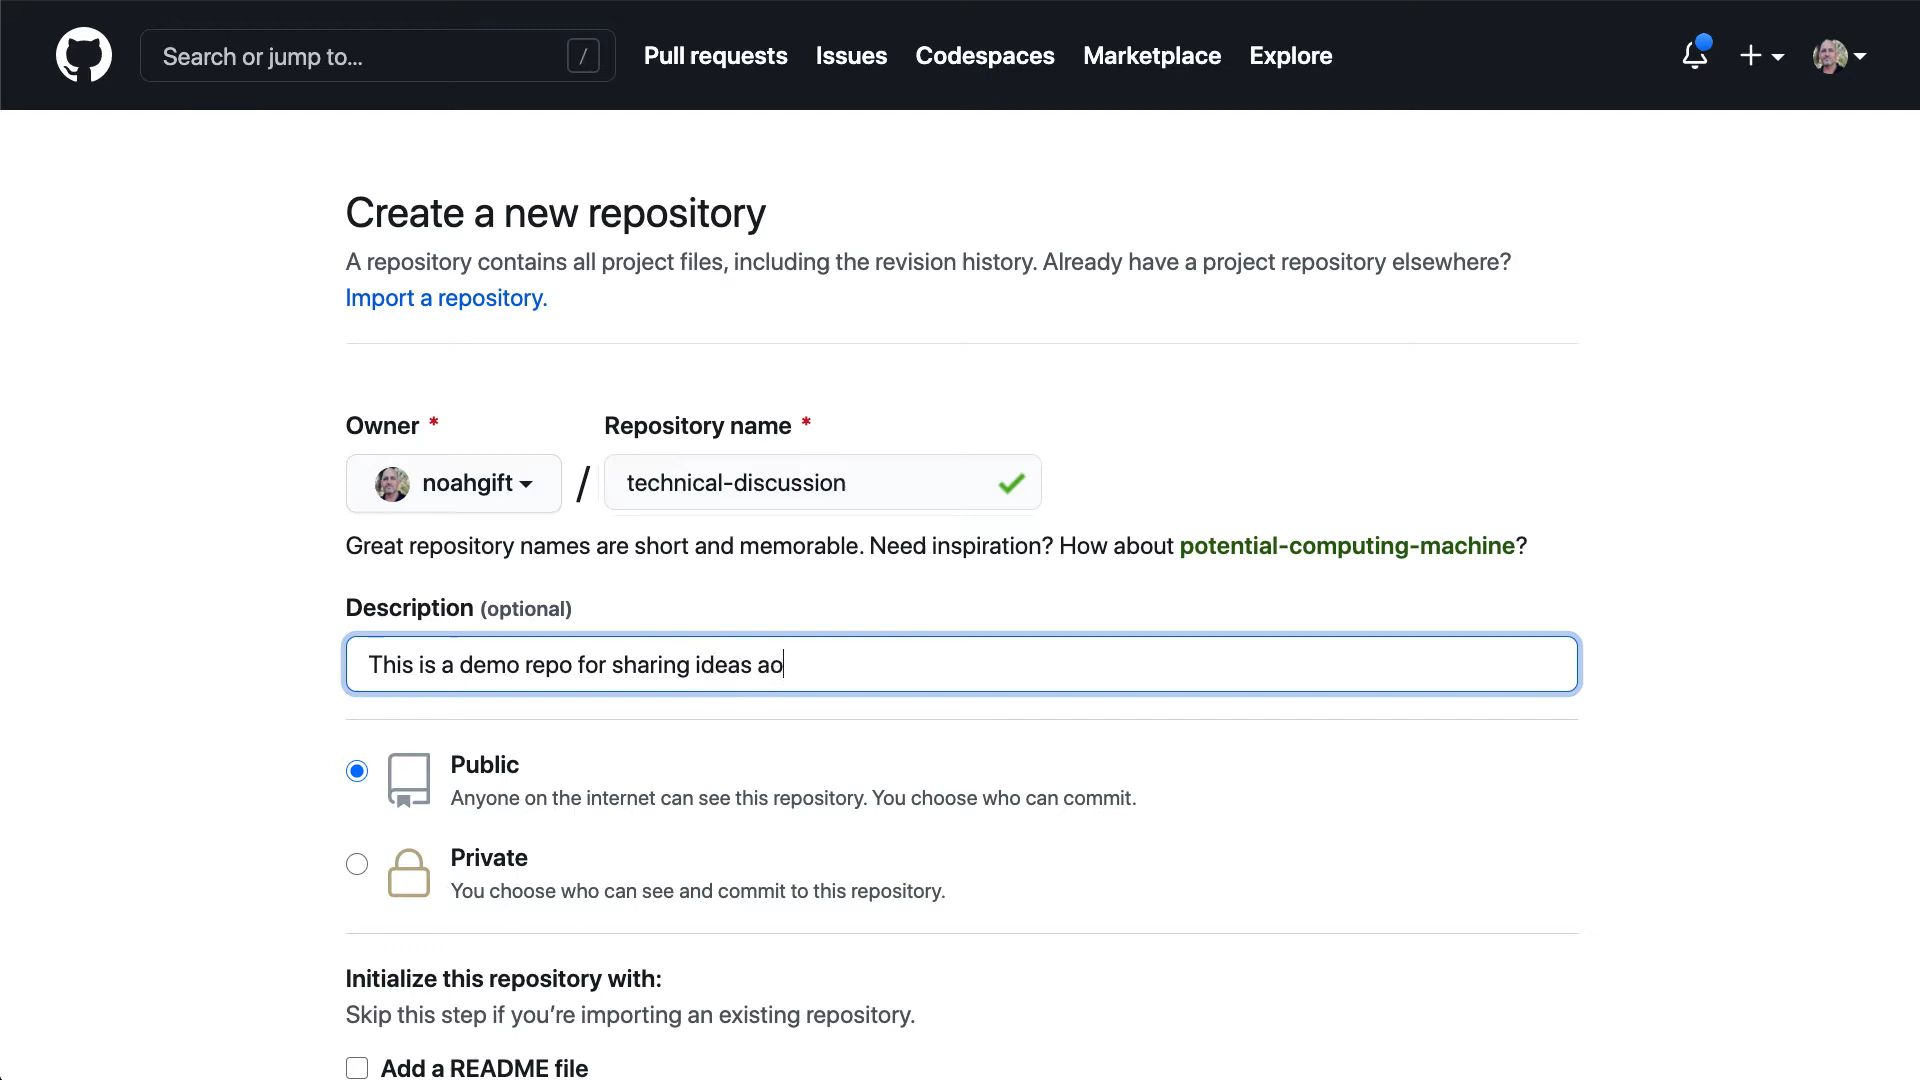 Search or jump to... / Pull requests Issues Codespaces Marketplace Explore
Create a new repository
A repository contains all project files, including the revision history. Already have a project repository elsewhere?
Import a repository.
Owner * Repository name *
noahgift / technical-discussion
Great repository names are short and memorable. Need inspiration? How about potential-computing-machine?
Description (optional)
This is a demo repo for sharing ideas ao
Public
Anyone on the internet can see this repository. You choose who can commit.
Private
You choose who can see and commit to this repository.
Initialize this repository with:
Skip this step if you’re importing an existing repository.
Add a README file